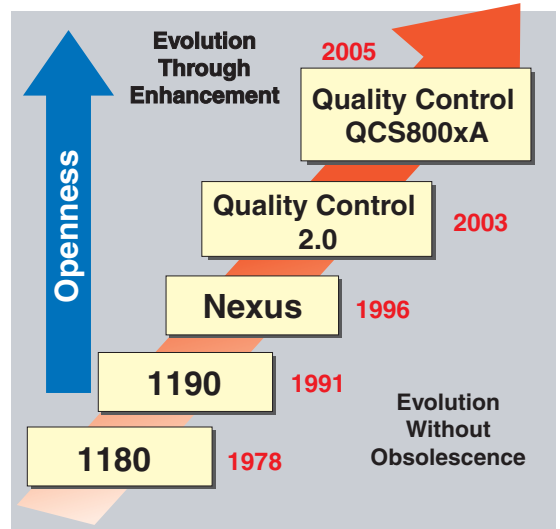 Evolution
Through
Enhancement
2005
Quality Control
QCS800xA
Quality Control
2.0
2003
Nexus
1996
1190
1991
1180
1978
Openness
Evolution
Without
Obsolescence